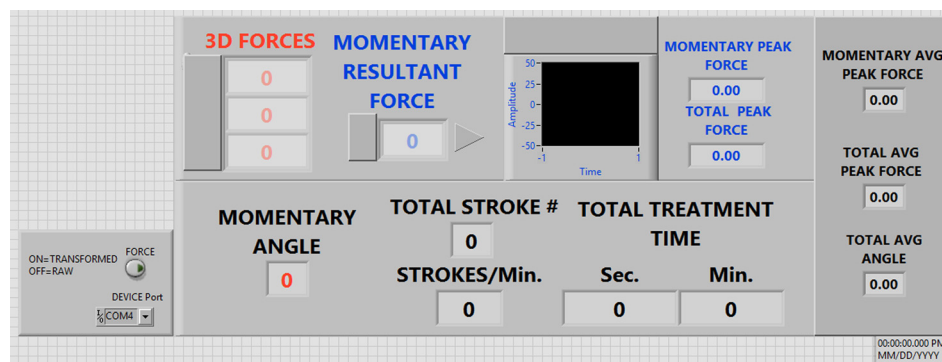 3D FORCES
0
0
0
MOMENTARY
RESULTANT
FORCE
0
Amplitude
50-
25-
0-
-25-
-50-
-1
1
Time
MOMENTARY PEAK
FORCE
0.00
TOTAL PEAK
FORCE
0.00
MOMENTARY AVG
PEAK FORCE
0.00
TOTAL AVG
PEAK FORCE
0.00
TOTAL AVG
ANGLE
0.00
ON=TRANSFORMED
OFF=RAW
FORCE
DEVICE Port
COM4
MOMENTARY
ANGLE
0
TOTAL STROKE #
0
STROKES/Min.
0
TOTAL TREATMENT
TIME
Sec.
Min.
0
0
00:00:00.000 PM
MM/DD/YYYY